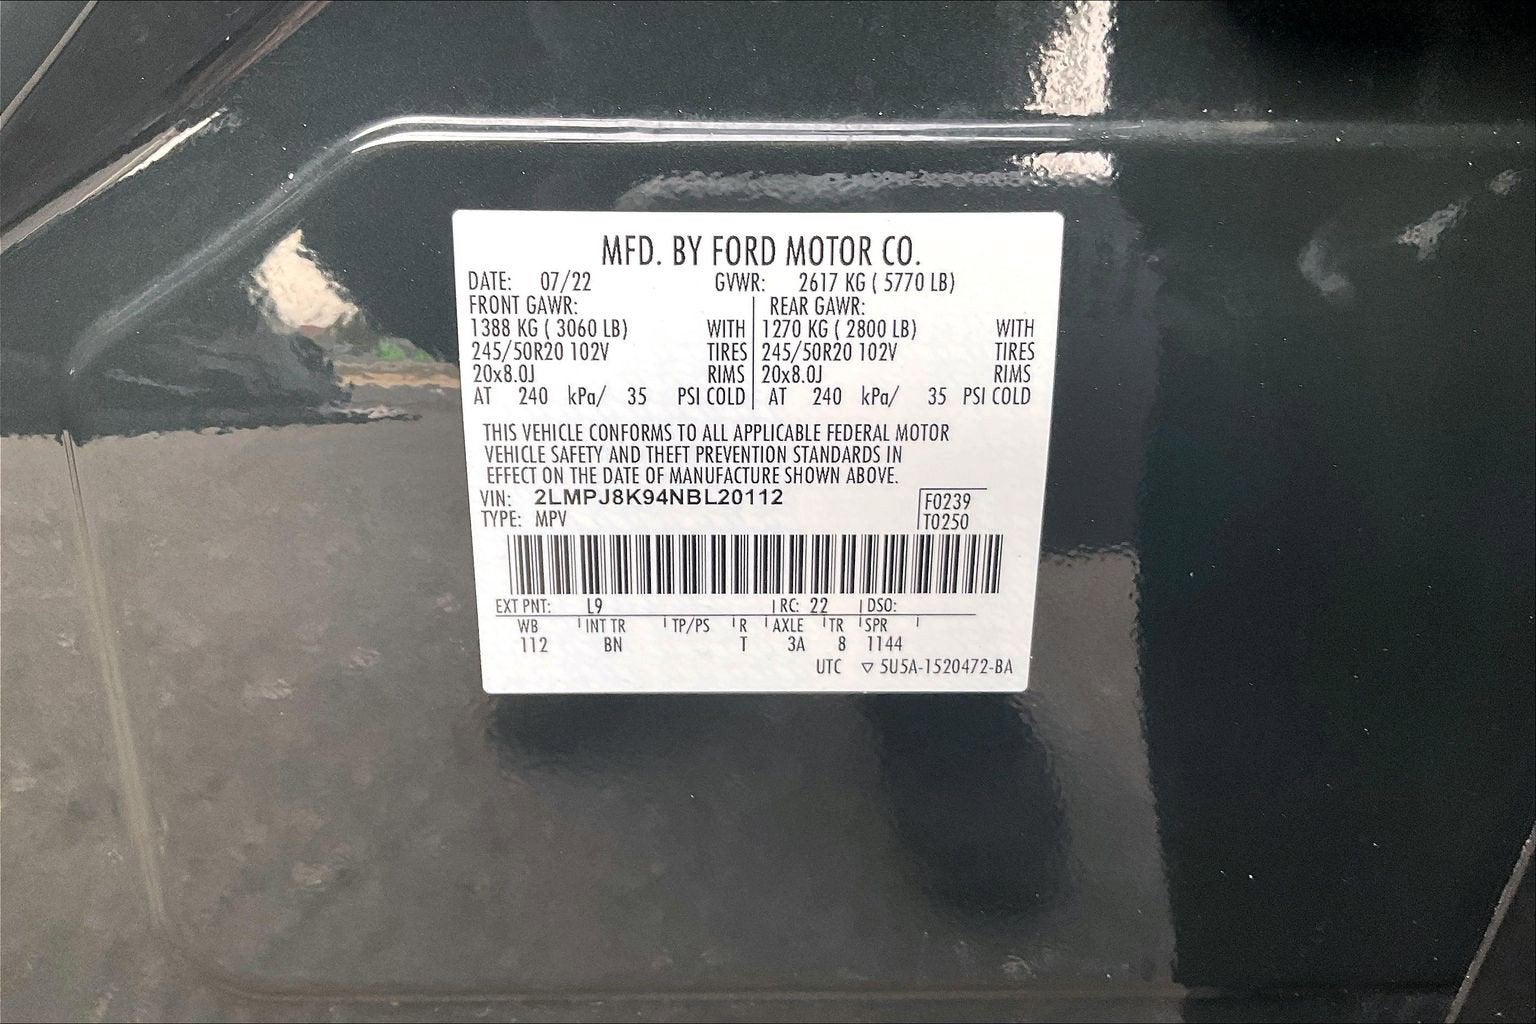 MFD. BY FORD MOTOR CO.
DATE: 07/22 GVWR: 2617 KG ( 5770 LB)
FRONT GAWR: REAR GAWR:
1388 KG ( 3060 LB) WITH 1270 KG ( 2800 LB) WITH
245/50R20 102V TIRES 245/50R20 102V TIRES
20x8.0J RIMS 20x8.0J RIMS
AT 240 kPa/ 35 PSI COLD AT 240 kPa/ 35 PSI COLD
THIS VEHICLE CONFORMS TO ALL APPLICABLE FEDERAL MOTOR
VEHICLE SAFETY AND THEFT PREVENTION STANDARDS IN
EFFECT ON THE DATE OF MANUFACTURE SHOWN ABOVE.
VIN: 2LMPJ8K94NBL20112 F0239
TYPE: MPV T0250
EXT PNT: L9 RC: 22 DSO:
WB INT TR TP/PS R AXLE TR SPR
112 BN T 3A 8 1144
UTC ▽ 5U5A-1520472-BA